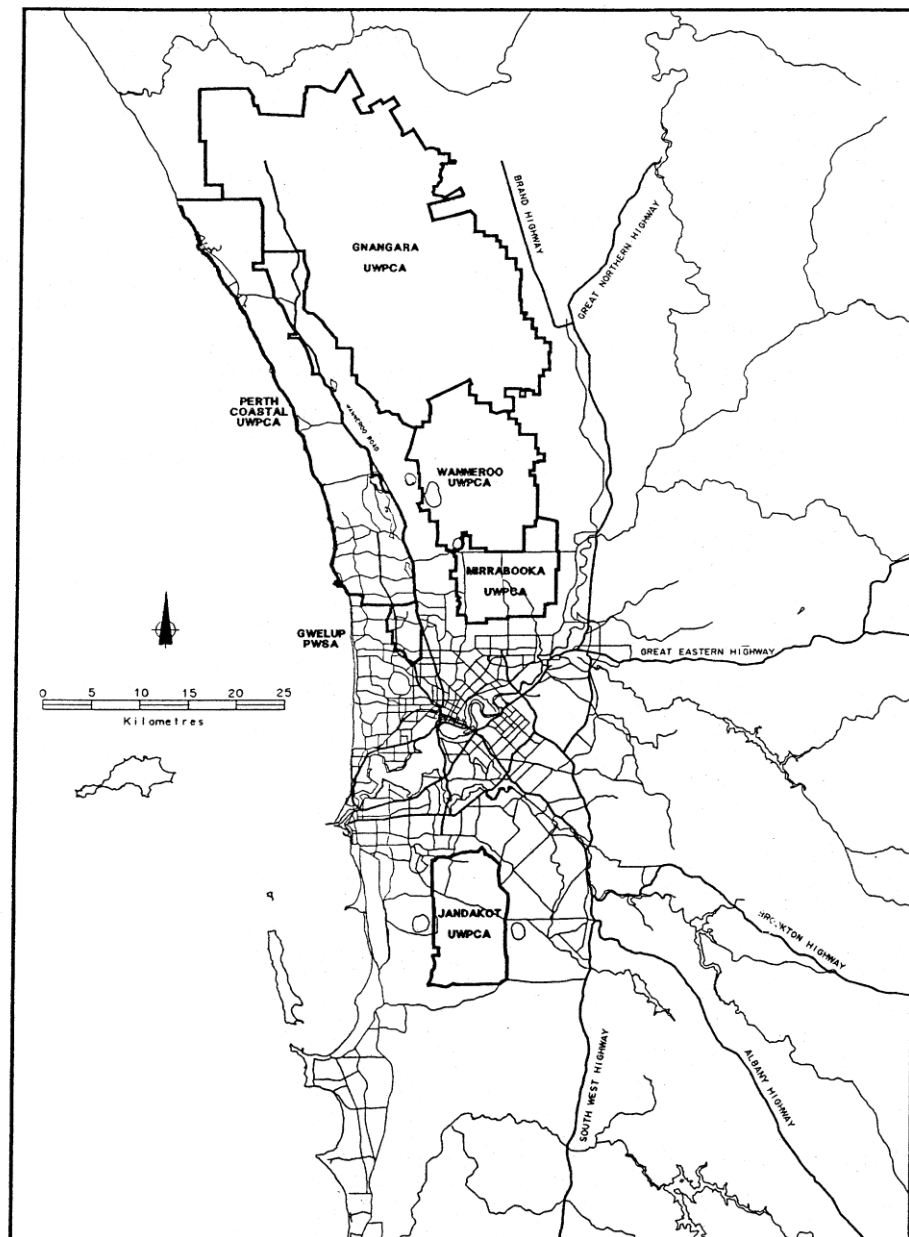 BRAND HIGHWAY
GREAT NORTHERN HIGHWAY
GNANGARA
UWPCA
PERTH
COASTAL
UWPCA
WANNEROO ROAD
WANNEROO
UWPCA
MIRRABOOKA
UWPCA
GWELUP
PWSA
GREAT EASTERN HIGHWAY
0 5 10 15 20 25
Kilometres
JANDAKOT
UWPCA
BROOKTON HIGHWAY
ALBANY HIGHWAY
SOUTH WEST HIGHWAY